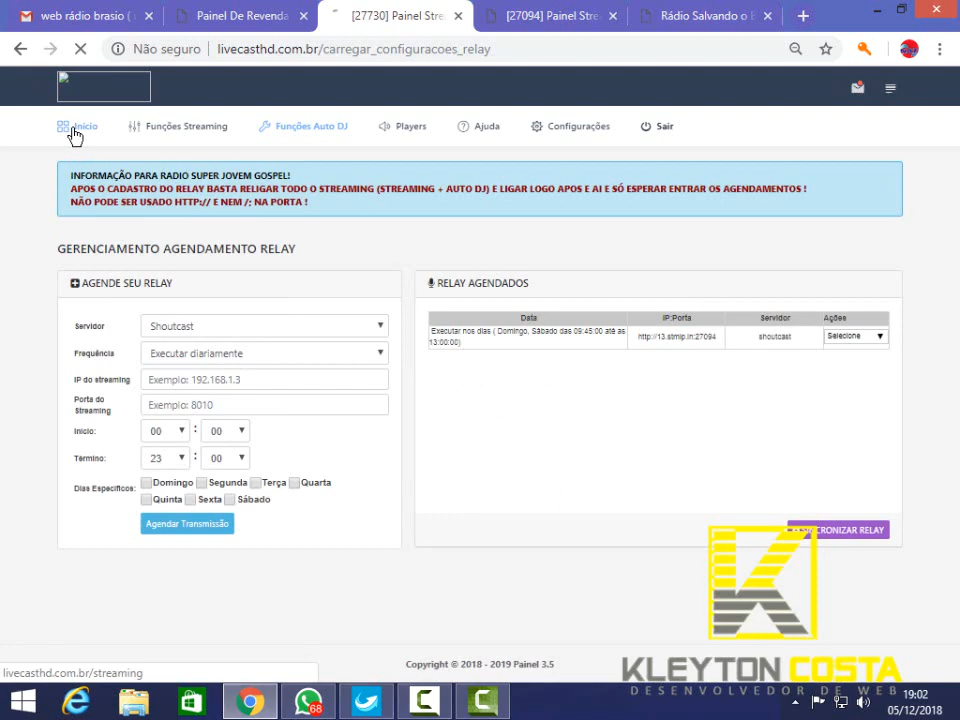 web rádio brasio (
Painel De Revenda
[27730] Painel Stre
[27094] Painel Stre
Rádio Salvando o B
Não seguro
livecasthd.com.br/carregar_configuracoes_relay
Início
Funções Streaming
Funções Auto DJ
Players
Ajuda
Configurações
Sair
INFORMAÇÃO PARA RADIO SUPER JOVEM GOSPEL!
APOS O CADASTRO DO RELAY BASTA RELIGAR TODO O STREAMING (STREAMING + AUTO DJ) E LIGAR LOGO APOS E AI E SÓ ESPERAR ENTRAR OS AGENDAMENTOS !
NÃO PODE SER USADO HTTP:// E NEM /; NA PORTA !
GERENCIAMENTO AGENDAMENTO RELAY
AGENDE SEU RELAY
Servidor
Shoutcast
Frequência
Executar diariamente
IP do streaming
Exemplo: 192.168.1.3
Porta do
Streaming
Exemplo: 8010
Inicio:
00 : 00
Término:
23 : 00
Dias Específicos:
Domingo Segunda Terça Quarta
Quinta Sexta Sábado
Agendar Transmissão
RELAY AGENDADOS
Data
IP:Porta
Servidor
Ações
Executar nos dias ( Domingo, Sábado das 09:45:00 até as
13:00:00)
http://13.stmip.in:27094
shoutcast
Selecione
CRONIZAR RELAY
Copyright © 2018 - 2019 Painel 3.5
livecasthd.com.br/streaming
KLEYTON COSTA
DESENVOLVEDOR DE WEB
68
19:02
05/12/2018